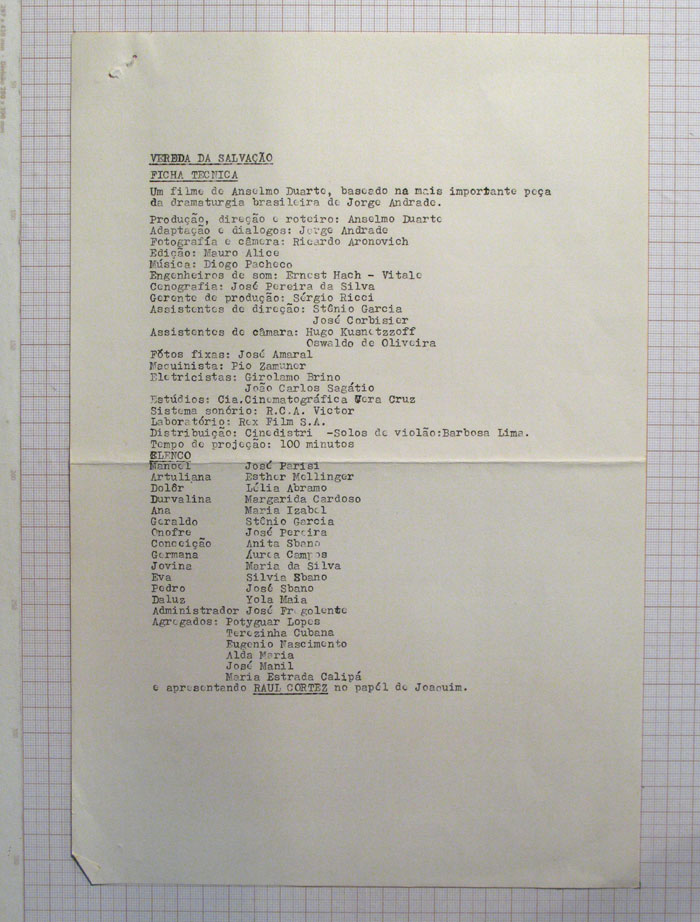 VEREDA DA SALVAÇÃO
FICHA TECNICA
Um filme de Anselmo Duarte, baseado na mais importante peça
da dramaturgia brasileira de Jorge Andrade.
Produção, direção e roteiro: Anselmo Duarte
Adaptação e dialogos: Jorge Andrade
Fotografía e câmera: Ricardo Aronovich
Edição: Mauro Alice
Música: Diogo Pacheco
Engenheiros de som: Ernest Hach - Vitale
Cenografia: José Pereira da Silva
Gerente de produção: Sérgio Ricci
Assistentes de direção: Stênio Garcia
José Corbisier
Assistentes de câmara: Hugo Kusnetzzoff
Oswaldo de Oliveira
Fótos fixas: José Amaral
Maquinista: Pio Zamuner
Eletricistas: Girolamo Brino
João Carlos Sagátio
Estúdios: Cia.Cinematográfica Vera Cruz
Sistema sonório: R.C.A. Victor
Laboratório: Rex Film S.A.
Distribuição: Cinedistri -Solos de violão:Barbosa Lima.
Tempo de projeção: 100 minutos
ELENCO
Manoel José Parisi
Artuliana Esther Mellinger
Dolôr Lélia Abramo
Durvalina Margarida Cardoso
Ana Maria Izabel
Geraldo Stênio Garcia
Onofre José Pereira
Conceição Anita Sbano
Germana Áurea Campos
Jovina Maria da Silva
Eva Silvia Sbano
Pedro José Sbano
Daluz Yola Maia
Administrador José Fregolente
Agregados: Potyguar Lopes
Terezinha Cubana
Eugenio Nascimento
Alda Maria
José Manil
Maria Estrada Calipá
e apresentando RAUL CORTEZ no papél de Joaquim.